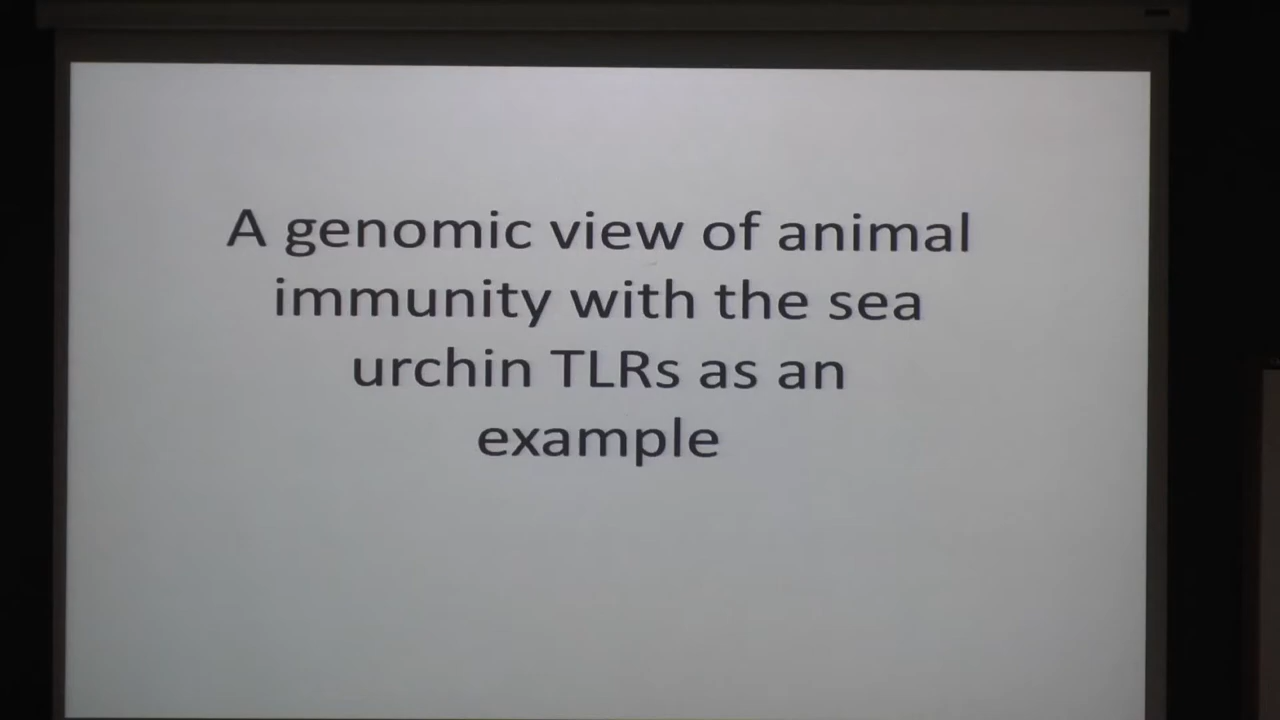 A genomic view of animal
immunity with the sea
urchin TLRs as an
example